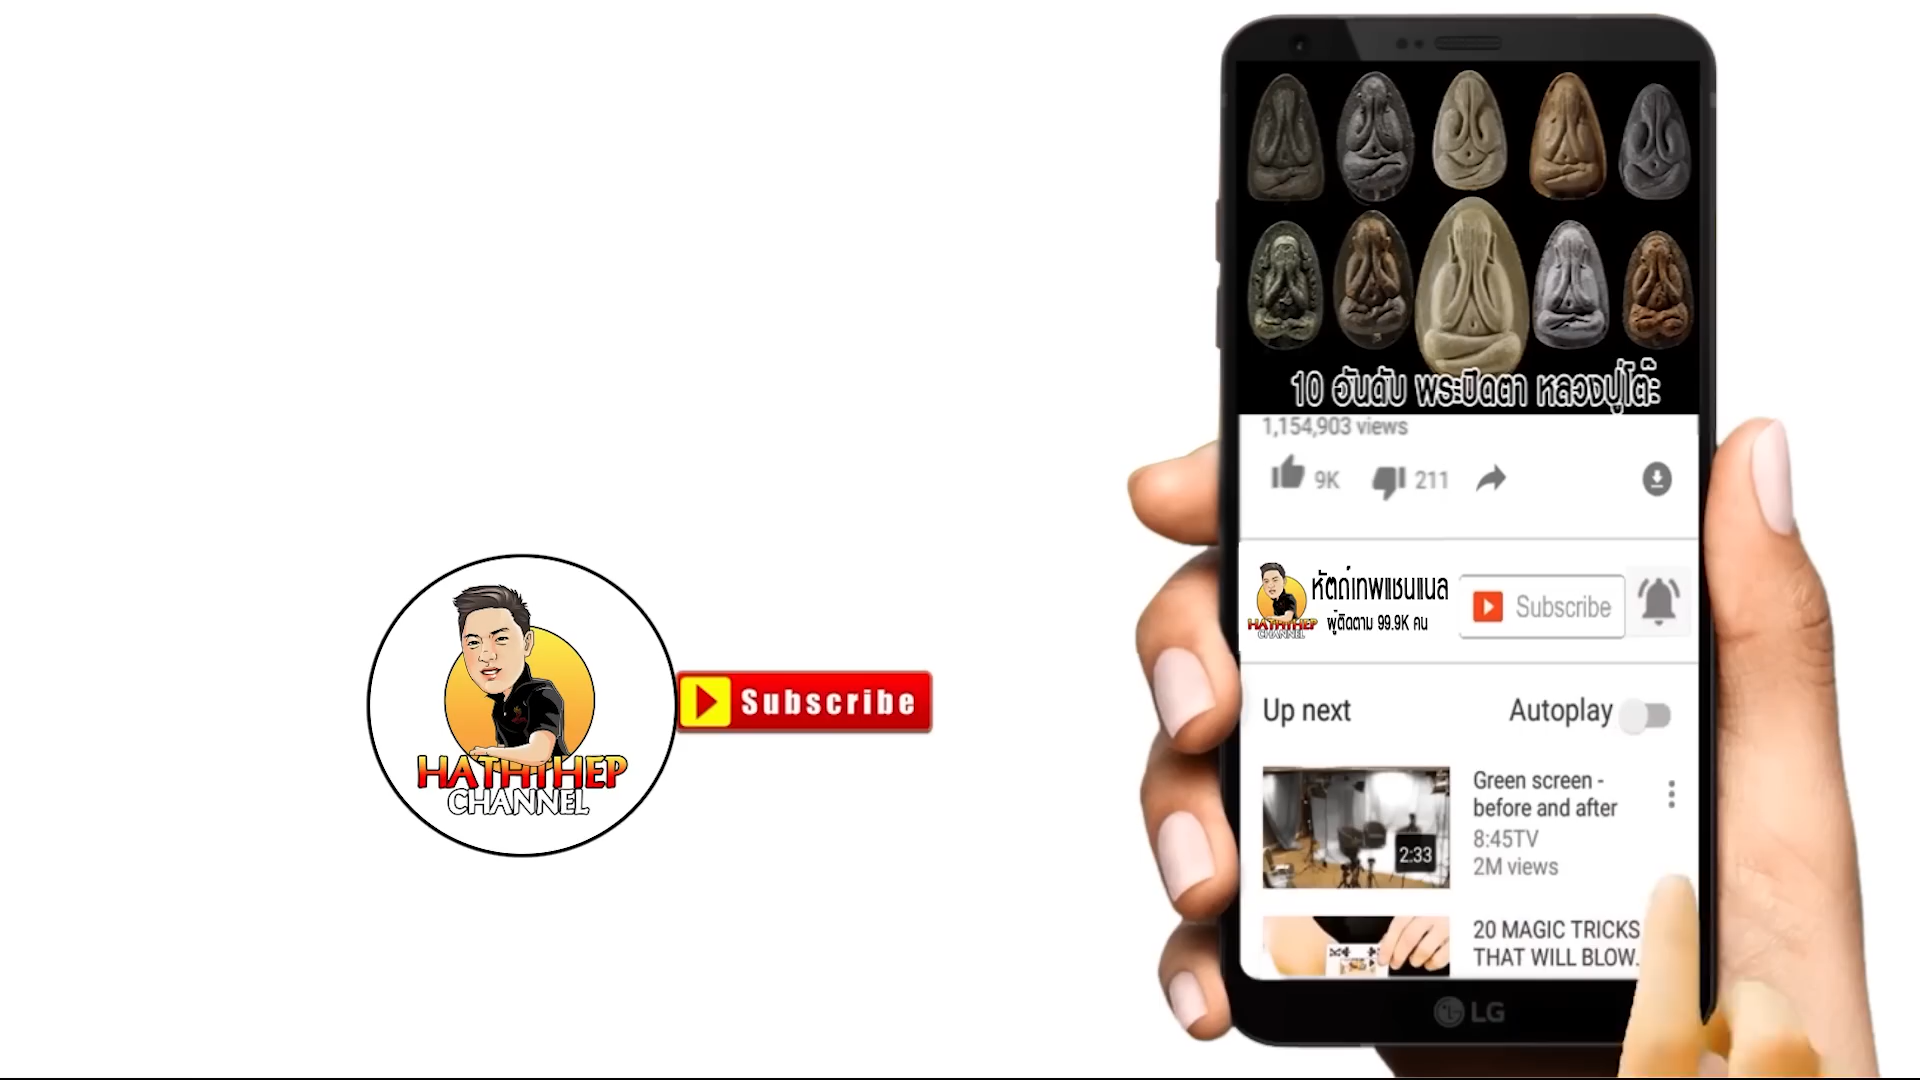 HATHTHEP
CHANNEL
Subscribe
10 อันดับ พระปิดตา หลวงปู่โต๊ะ
1,154,903 views
9K
211
หัตถ์เทพแชนแนล
ผู้ติดตาม 99.9K คน
HATHTHEP
CHANNEL
Subscribe
Up next
Autoplay
Green screen -
before and after
8:45TV
2M views
2:33
20 MAGIC TRICKS
THAT WILL BLOW.
LG